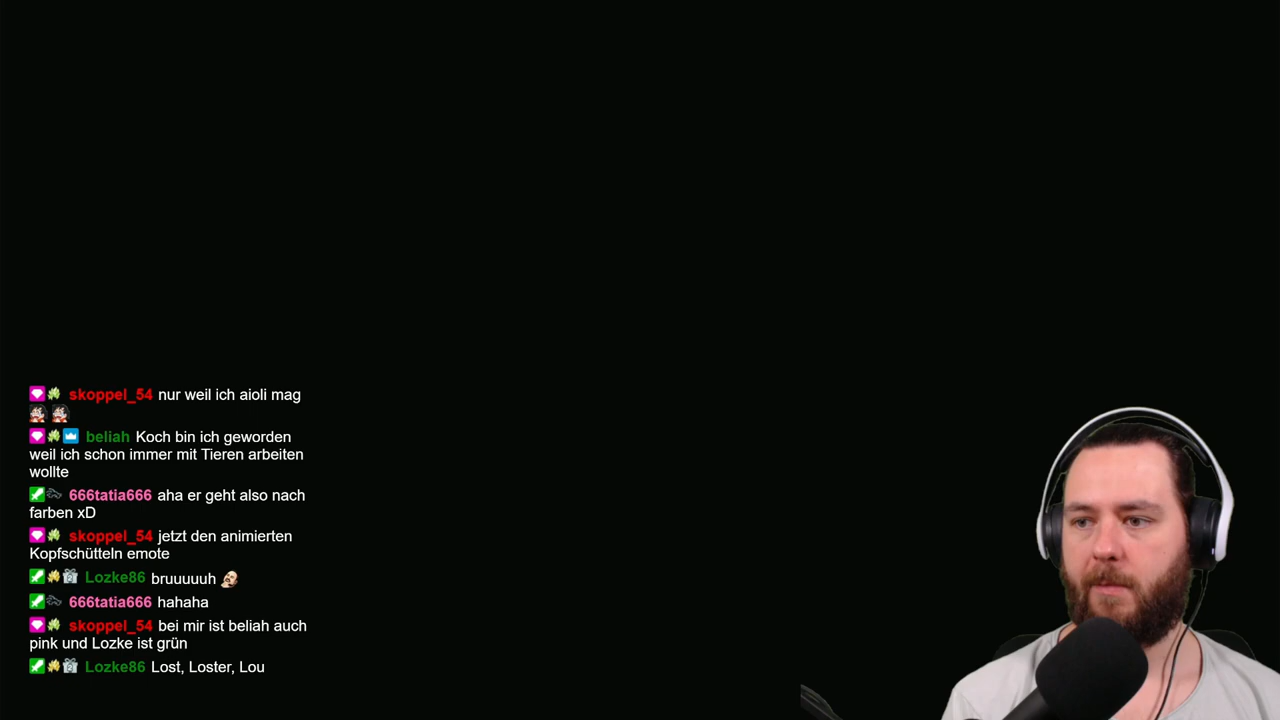 skoppel_54 nur weil ich aioli mag
beliah Koch bin ich geworden
weil ich schon immer mit Tieren arbeiten
wollte
666tatia666 aha er geht also nach
farben xD
skoppel_54 jetzt den animierten
Kopfschütteln emote
Lozke86 bruuuuuh
666tatia666 hahaha
skoppel_54 bei mir ist beliah auch
pink und Lozke ist grün
Lozke86 Lost, Loster, Lou